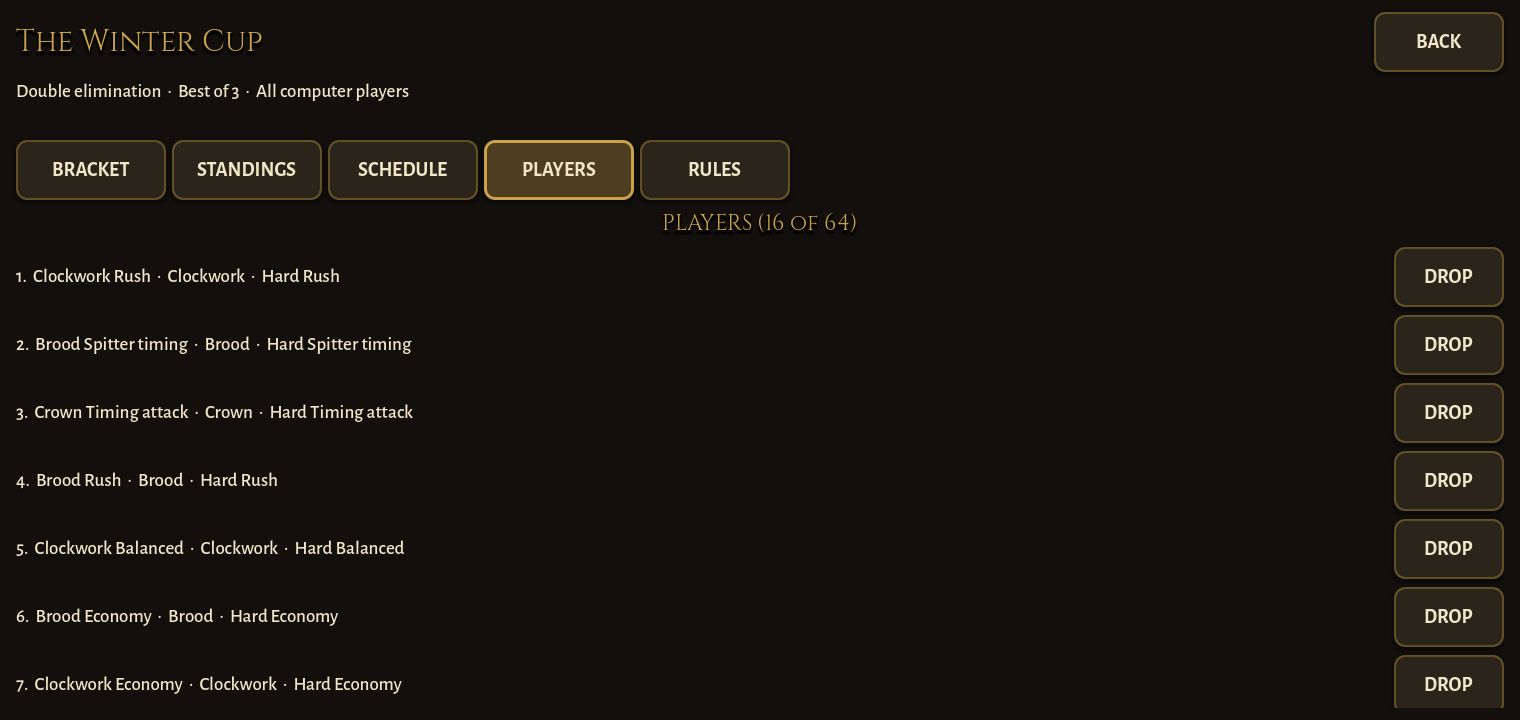 The Winter Cup
BACK
Double elimination · Best of 3 · All computer players
BRACKET
STANDINGS
SCHEDULE
PLAYERS
RULES
PLAYERS (16 OF 64)
1. Clockwork Rush · Clockwork · Hard Rush
DROP
2. Brood Spitter timing · Brood · Hard Spitter timing
DROP
3. Crown Timing attack · Crown · Hard Timing attack
DROP
4. Brood Rush · Brood · Hard Rush
DROP
5. Clockwork Balanced · Clockwork · Hard Balanced
DROP
6. Brood Economy · Brood · Hard Economy
DROP
7. Clockwork Economy · Clockwork · Hard Economy
DROP